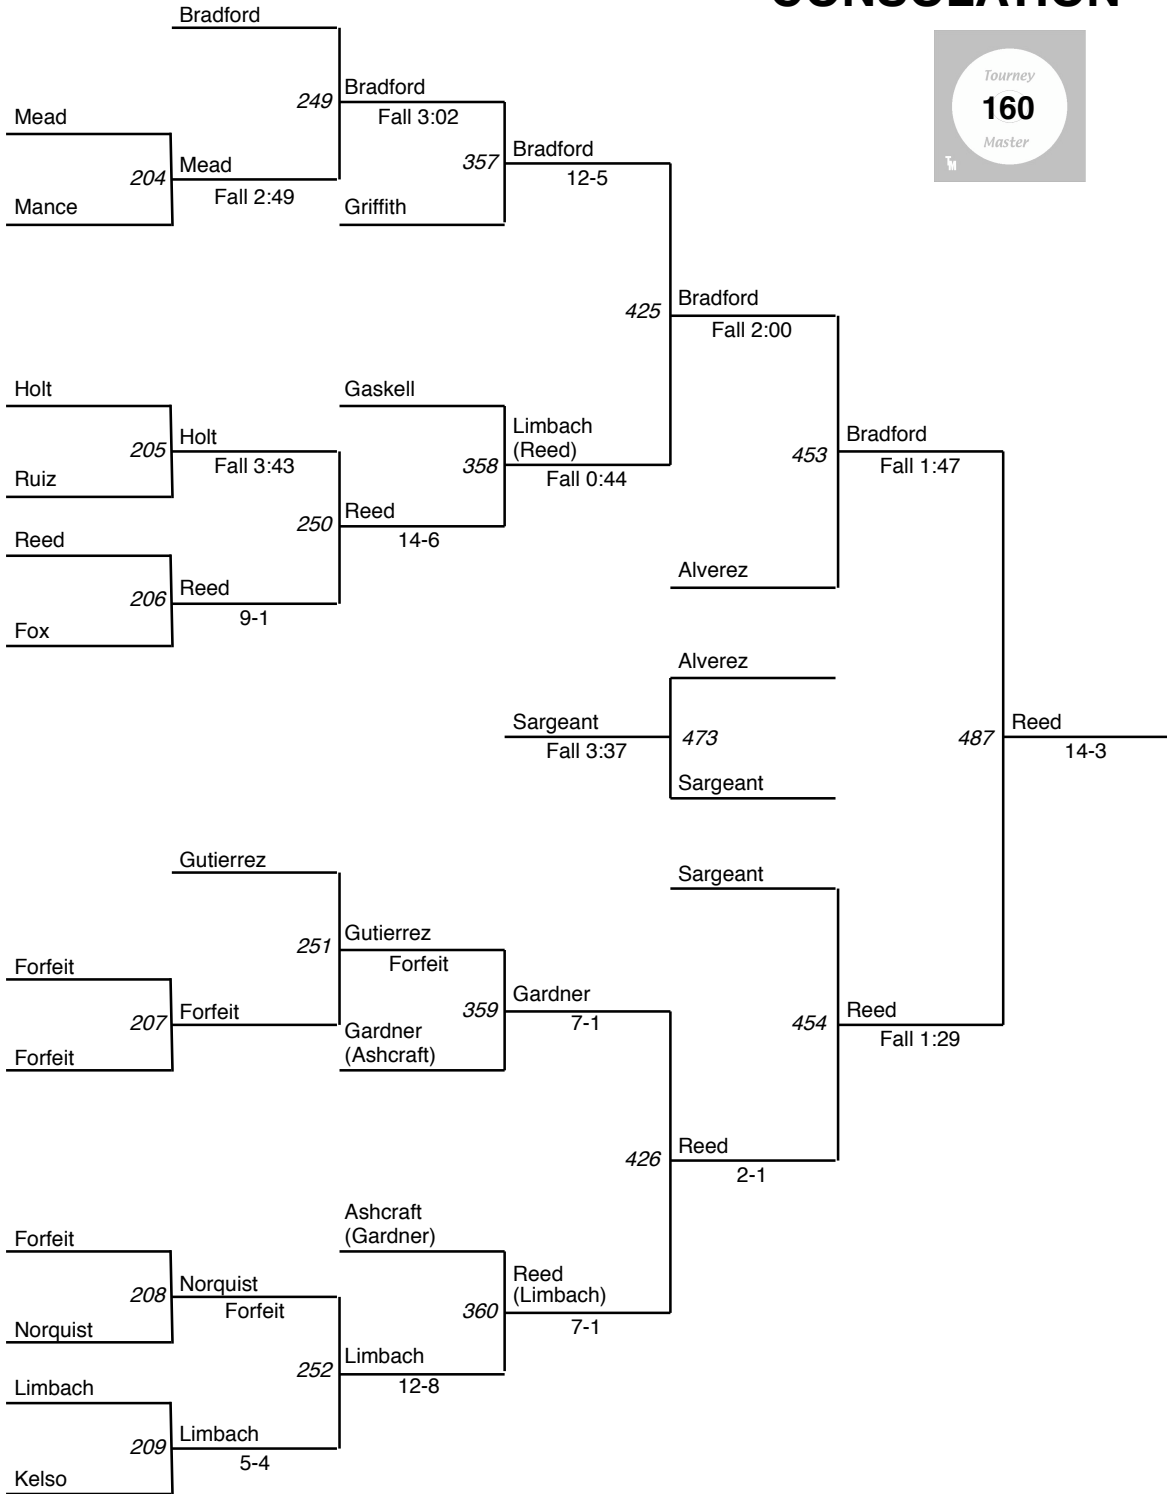 CONSOLATION
Bradford
Tourney
160
Master
TM
249
Bradford
Fall 3:02
Mead
204
Mead
Fall 2:49
357
Bradford
12-5
Mance
Griffith
425
Bradford
Fall 2:00
Holt
Gaskell
205
Holt
Fall 3:43
358
Limbach
(Reed)
Fall 0:44
453
Bradford
Fall 1:47
Ruiz
250
Reed
14-6
Reed
206
Reed
9-1
Alverez
Fox
Alverez
Sargeant
Fall 3:37
473
487
Reed
14-3
Sargeant
Gutierrez
Sargeant
251
Gutierrez
Forfeit
Forfeit
207
Forfeit
359
Gardner
7-1
454
Reed
Fall 1:29
Gardner
(Ashcraft)
Forfeit
426
Reed
2-1
Ashcraft
(Gardner)
Forfeit
208
Norquist
Forfeit
360
Reed
(Limbach)
7-1
Norquist
252
Limbach
12-8
Limbach
209
Limbach
5-4
Kelso